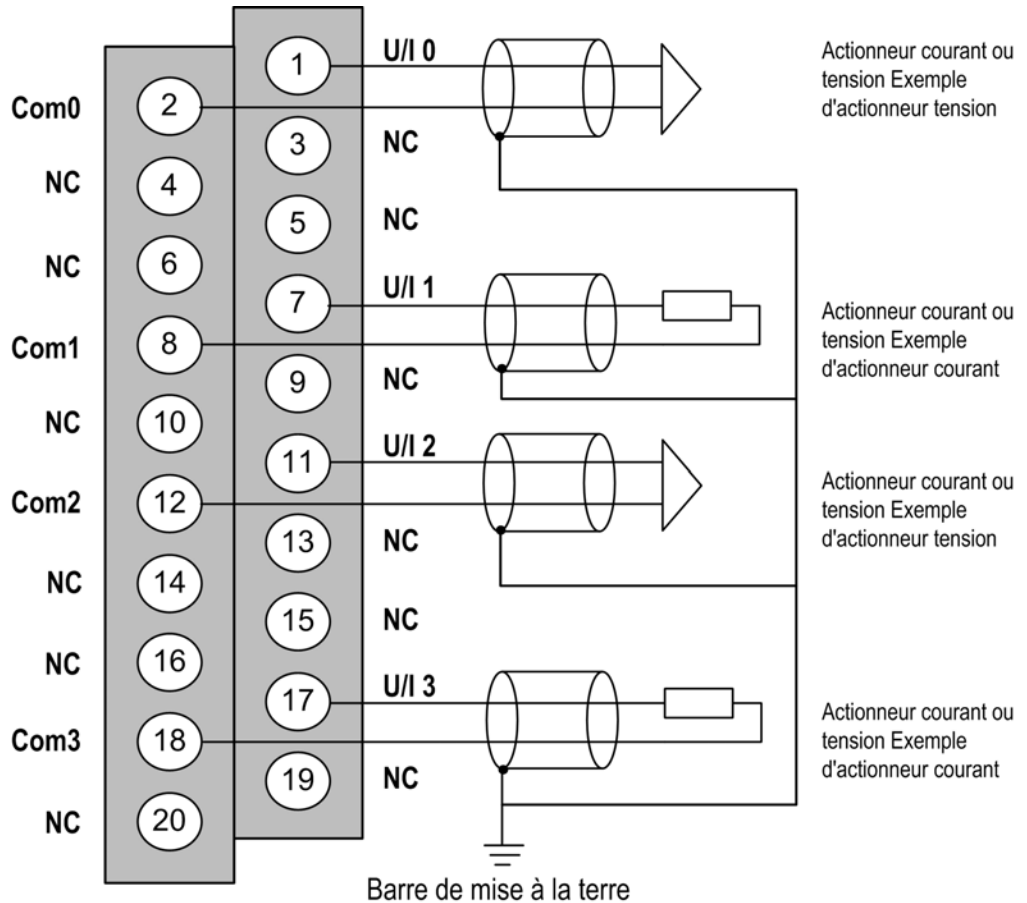 1
U/I 0
Actionneur courant ou
tension Exemple
d'actionneur tension
Com0
2
3
NC
NC
4
5
NC
NC
6
7
U/I 1
Actionneur courant ou
tension Exemple
d'actionneur courant
Com1
8
9
NC
NC
10
11
U/I 2
Actionneur courant ou
tension Exemple
d'actionneur tension
Com2
12
13
NC
NC
14
15
NC
NC
16
17
U/I 3
Actionneur courant ou
tension Exemple
d'actionneur courant
Com3
18
19
NC
NC
20
Barre de mise à la terre